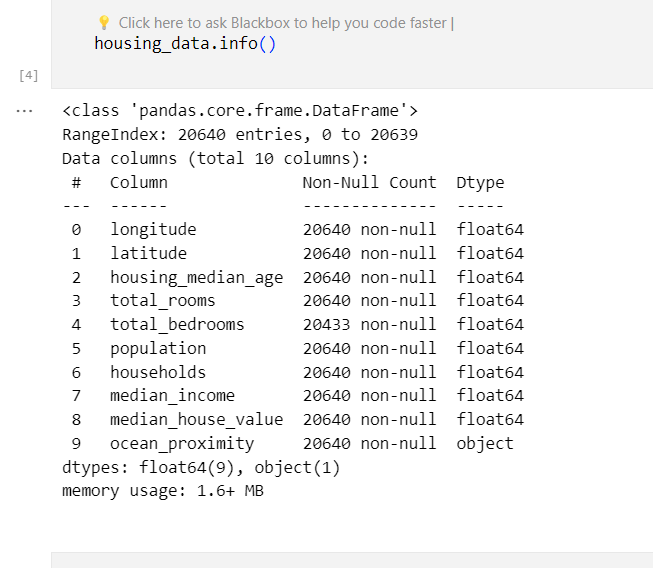 Click here to ask Blackbox to help you code faster |
housing_data.info()
[4]
...
<class 'pandas.core.frame.DataFrame'>
RangeIndex: 20640 entries, 0 to 20639
Data columns (total 10 columns):
 #   Column              Non-Null Count  Dtype
---  ------              --------------  -----
 0   longitude           20640 non-null  float64
 1   latitude            20640 non-null  float64
 2   housing_median_age  20640 non-null  float64
 3   total_rooms         20640 non-null  float64
 4   total_bedrooms      20433 non-null  float64
 5   population          20640 non-null  float64
 6   households          20640 non-null  float64
 7   median_income       20640 non-null  float64
 8   median_house_value  20640 non-null  float64
 9   ocean_proximity     20640 non-null  object
dtypes: float64(9), object(1)
memory usage: 1.6+ MB